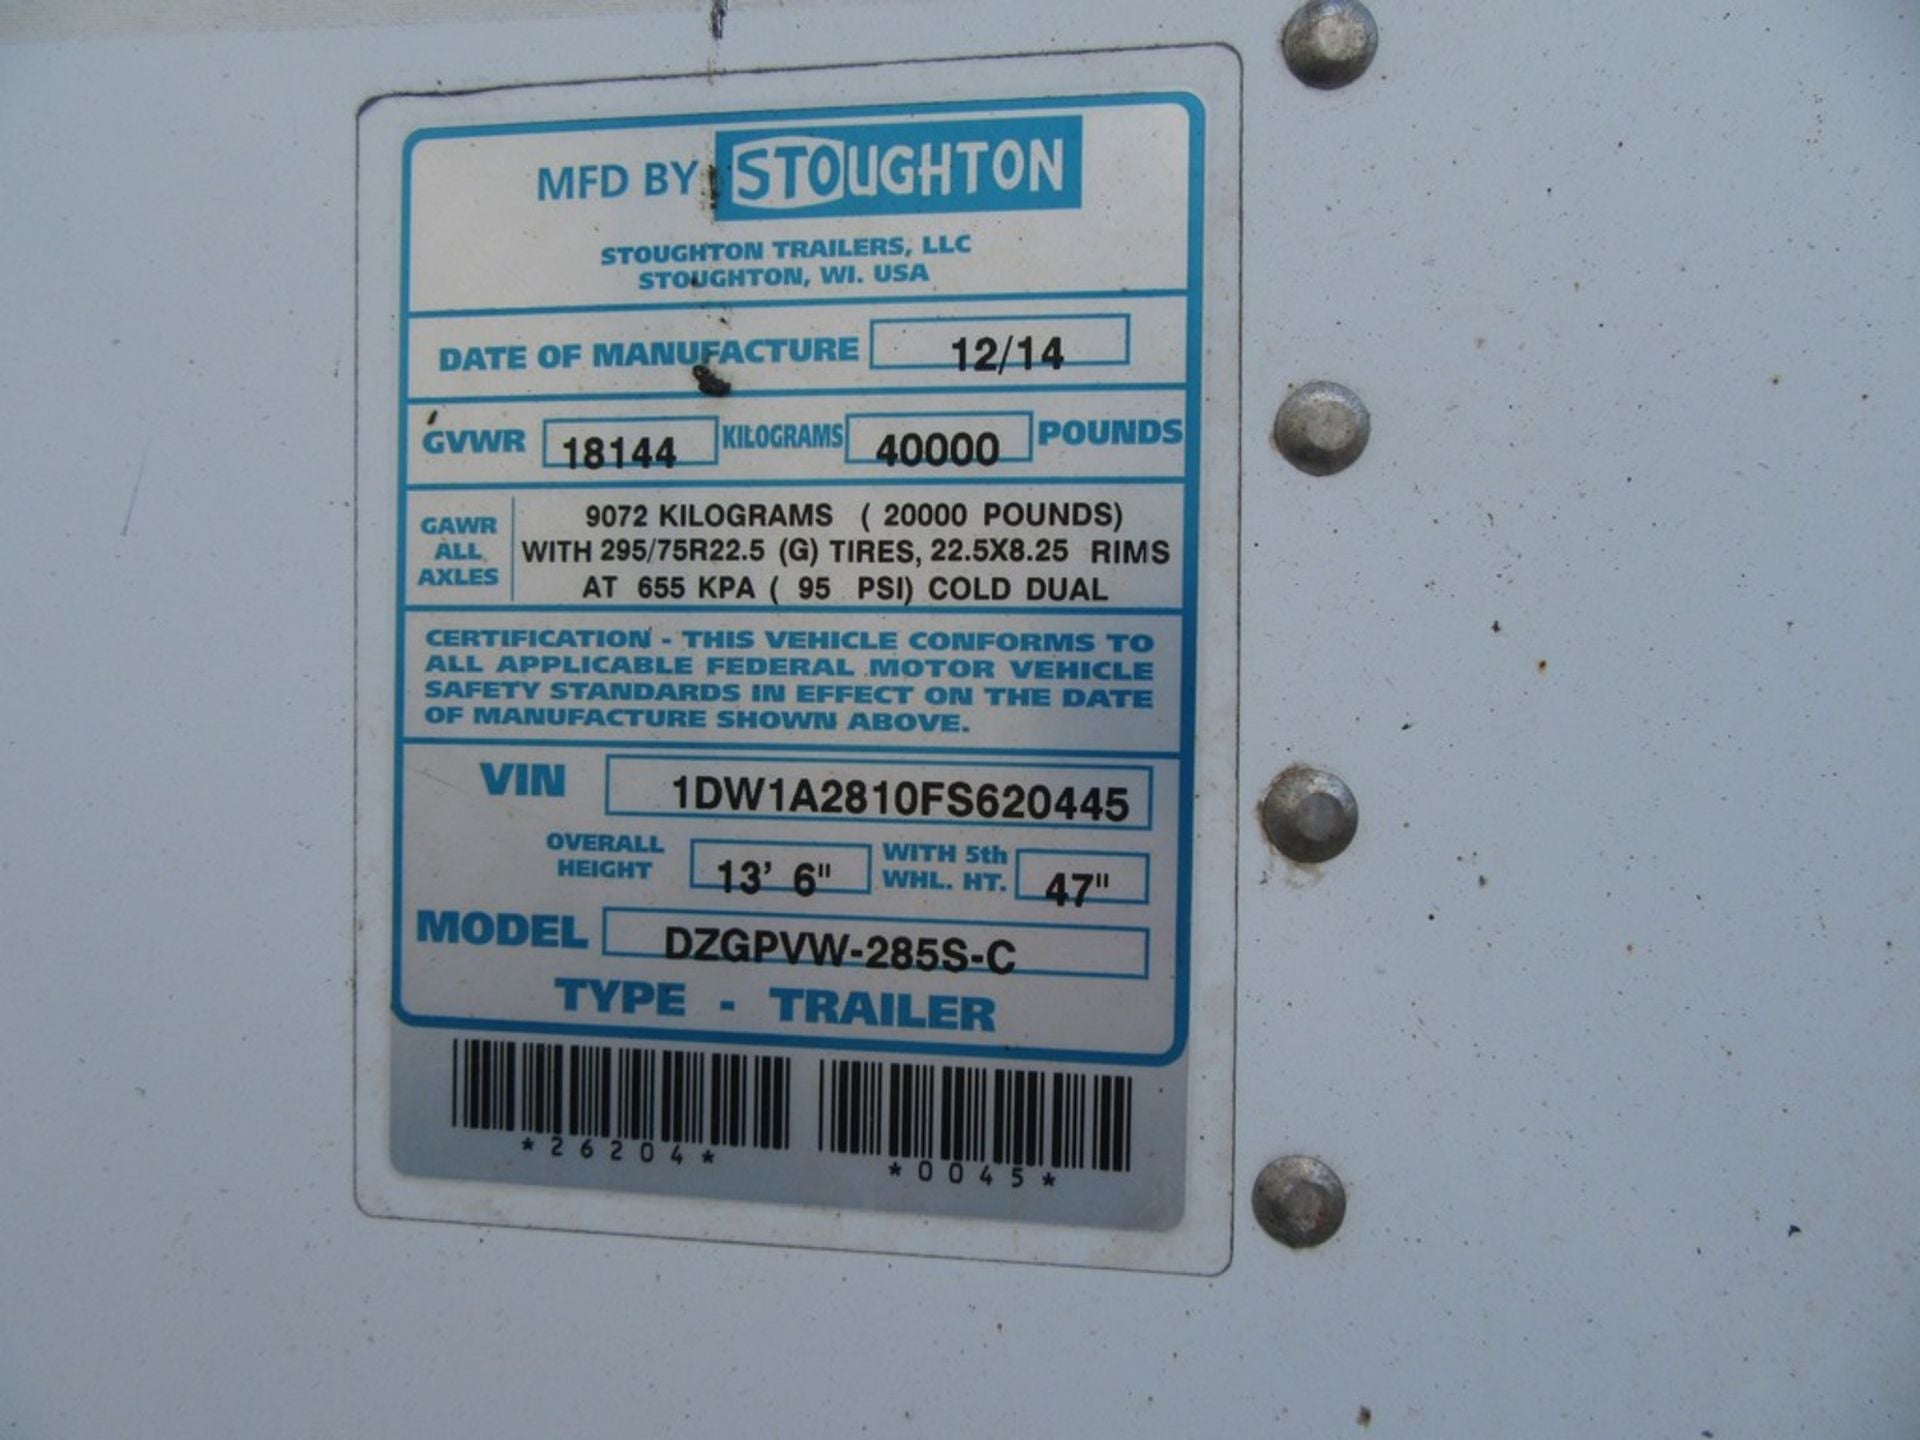 MFD BY STOUGHTON
STOUGHTON TRAILERS, LLC
STOUGHTON, WI. USA
DATE OF MANUFACTURE 12/14
GVWR 18144 KILOGRAMS 40000 POUNDS
GAWR ALL AXLES
9072 KILOGRAMS ( 20000 POUNDS)
WITH 295/75R22.5 (G) TIRES, 22.5X8.25 RIMS
AT 655 KPA ( 95 PSI) COLD DUAL
CERTIFICATION - THIS VEHICLE CONFORMS TO
ALL APPLICABLE FEDERAL MOTOR VEHICLE
SAFETY STANDARDS IN EFFECT ON THE DATE
OF MANUFACTURE SHOWN ABOVE.
VIN 1DW1A2810FS620445
OVERALL HEIGHT 13' 6" WITH 5th WHL. HT. 47"
MODEL DZGPVW-285S-C
TYPE - TRAILER
*26204*
*0045*